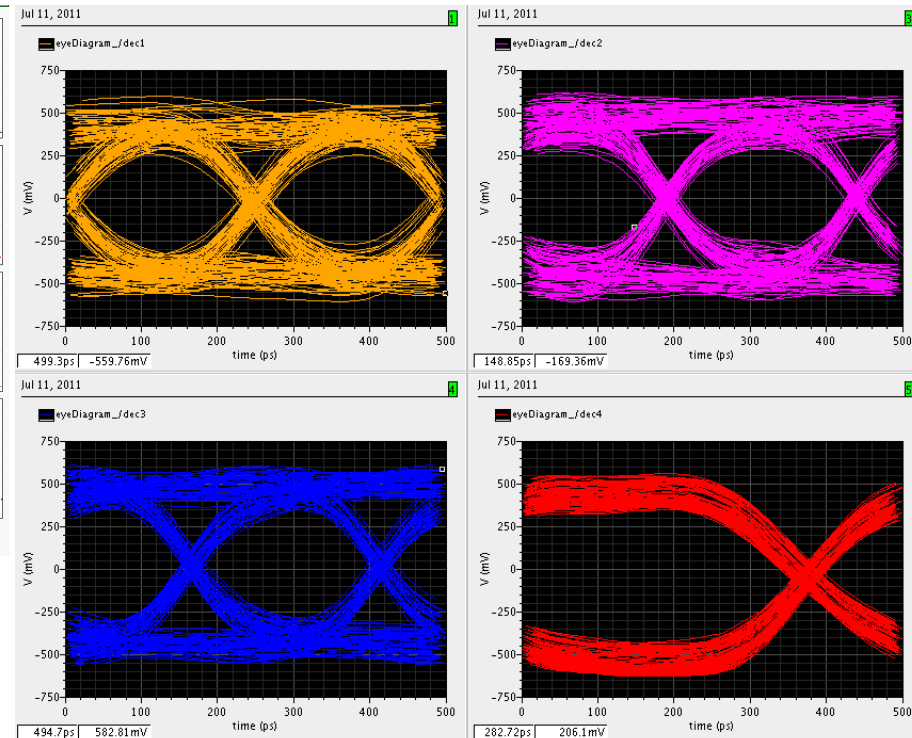 Jul 11, 2011
1
eyeDiagram_/dec1
750
500
250
0
-250
-500
-750
V (mV)
0 100 200 300 400 500
time (ps)
499.3ps -559.76mV
Jul 11, 2011
3
eyeDiagram_/dec2
750
500
250
0
-250
-500
-750
V (mV)
0 100 200 300 400 500
time (ps)
148.85ps -169.36mV
Jul 11, 2011
4
eyeDiagram_/dec3
750
500
250
0
-250
-500
-750
V (mV)
0 100 200 300 400 500
time (ps)
494.7ps 582.81mV
Jul 11, 2011
5
eyeDiagram_/dec4
750
500
250
0
-250
-500
-750
V (mV)
0 100 200 300 400 500
time (ps)
282.72ps 206.1mV